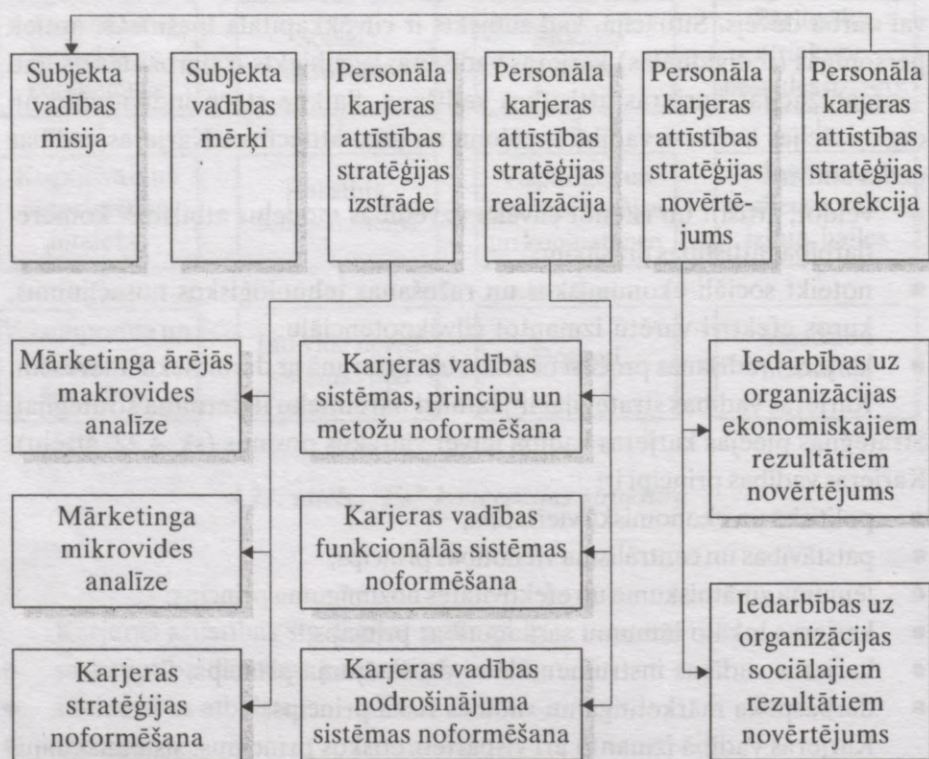 Subjekta
vadības
misija
Subjekta
vadības
mērķi
Personāla
karjeras
attīstības
stratēģijas
izstrāde
Personāla
karjeras
attīstības
stratēģijas
realizācija
Personāla
karjeras
attīstības
stratēģijas
novērtē-
jums
Personāla
karjeras
attīstības
stratēģijas
korekcija
Mārketinga ārējās
makrovides
analīze
Karjeras vadības
sistēmas, principu un
metožu noformēšana
Iedarbības uz
organizācijas
ekonomiskajiem
rezultātiem
novērtējums
Mārketinga
mikrovides
analīze
Karjeras vadības
funkcionālās sistēmas
noformēšana
Iedarbības uz
organizācijas
sociālajiem
rezultātiem
novērtējums
Karjeras
stratēģijas
noformēšana
Karjeras vadības
nodrošinājuma
sistēmas noformēšana